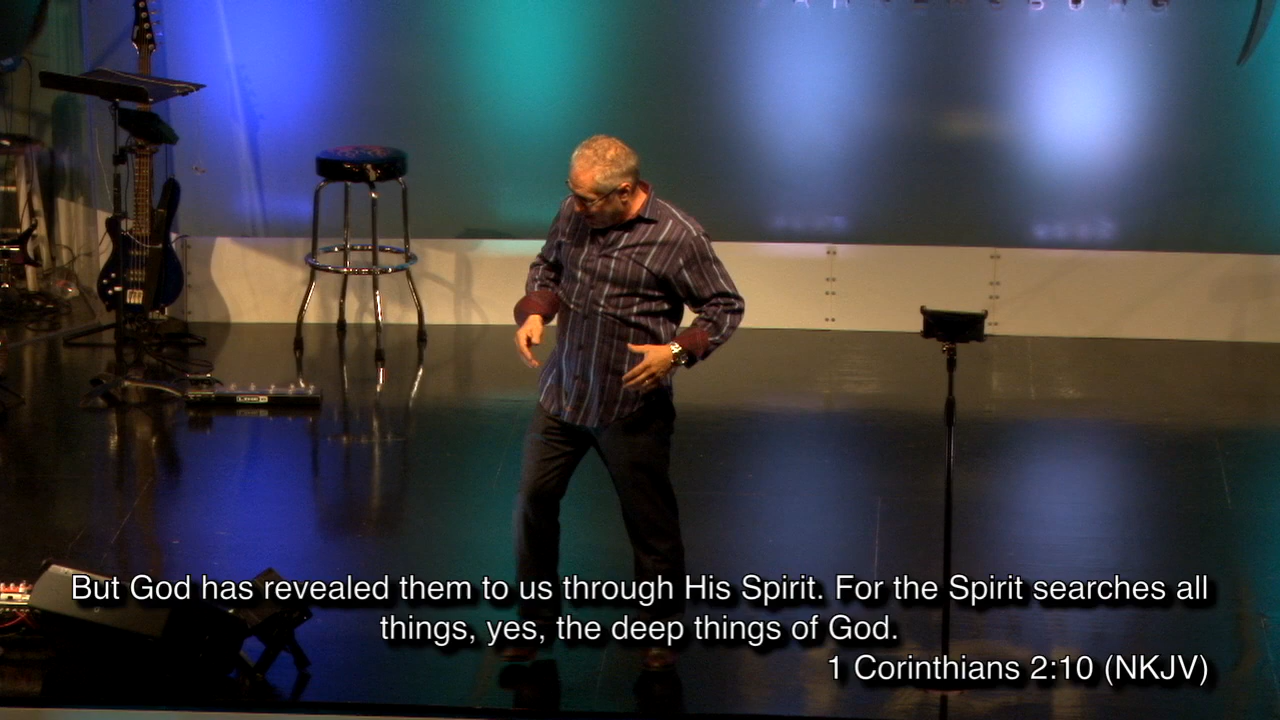 But God has revealed them to us through His Spirit. For the Spirit searches all
things, yes, the deep things of God.
1 Corinthians 2:10 (NKJV)